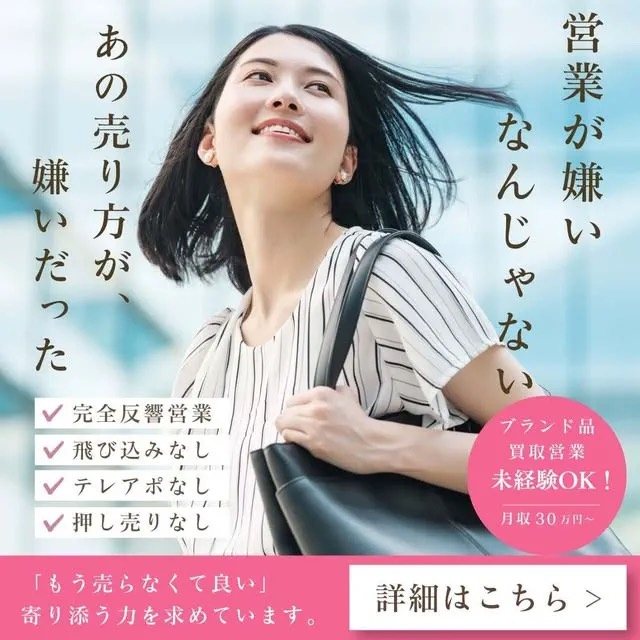 営業が嫌い
なんじゃない
あの売り方が、
嫌いだった
完全反響営業
飛び込みなし
テレアポなし
押し売りなし
ブランド品
買取営業
未経験OK！
月収30万円〜
「もう売らなくて良い」
寄り添う力を求めています。
詳細はこちら >